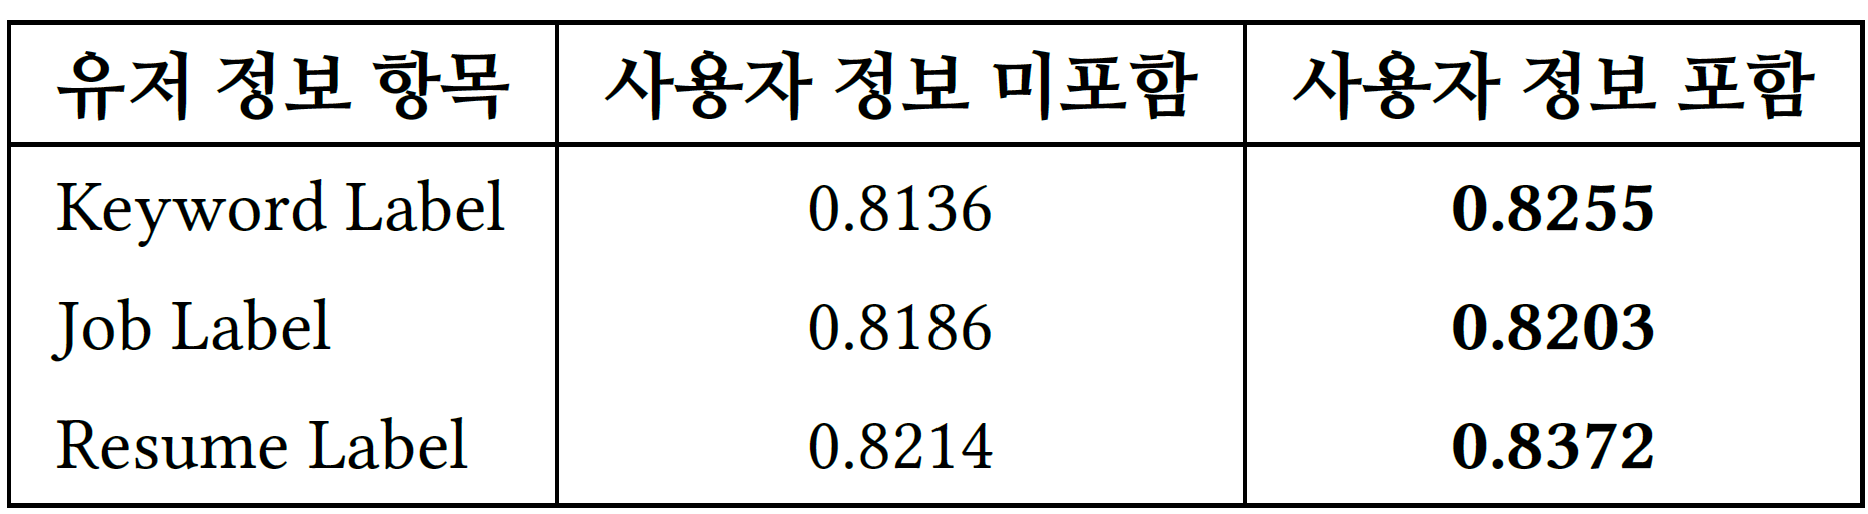 유저 정보 항목 사용자 정보 미포함 사용자 정보 포함
Keyword Label 0.8136 0.8255
Job Label 0.8186 0.8203
Resume Label 0.8214 0.8372